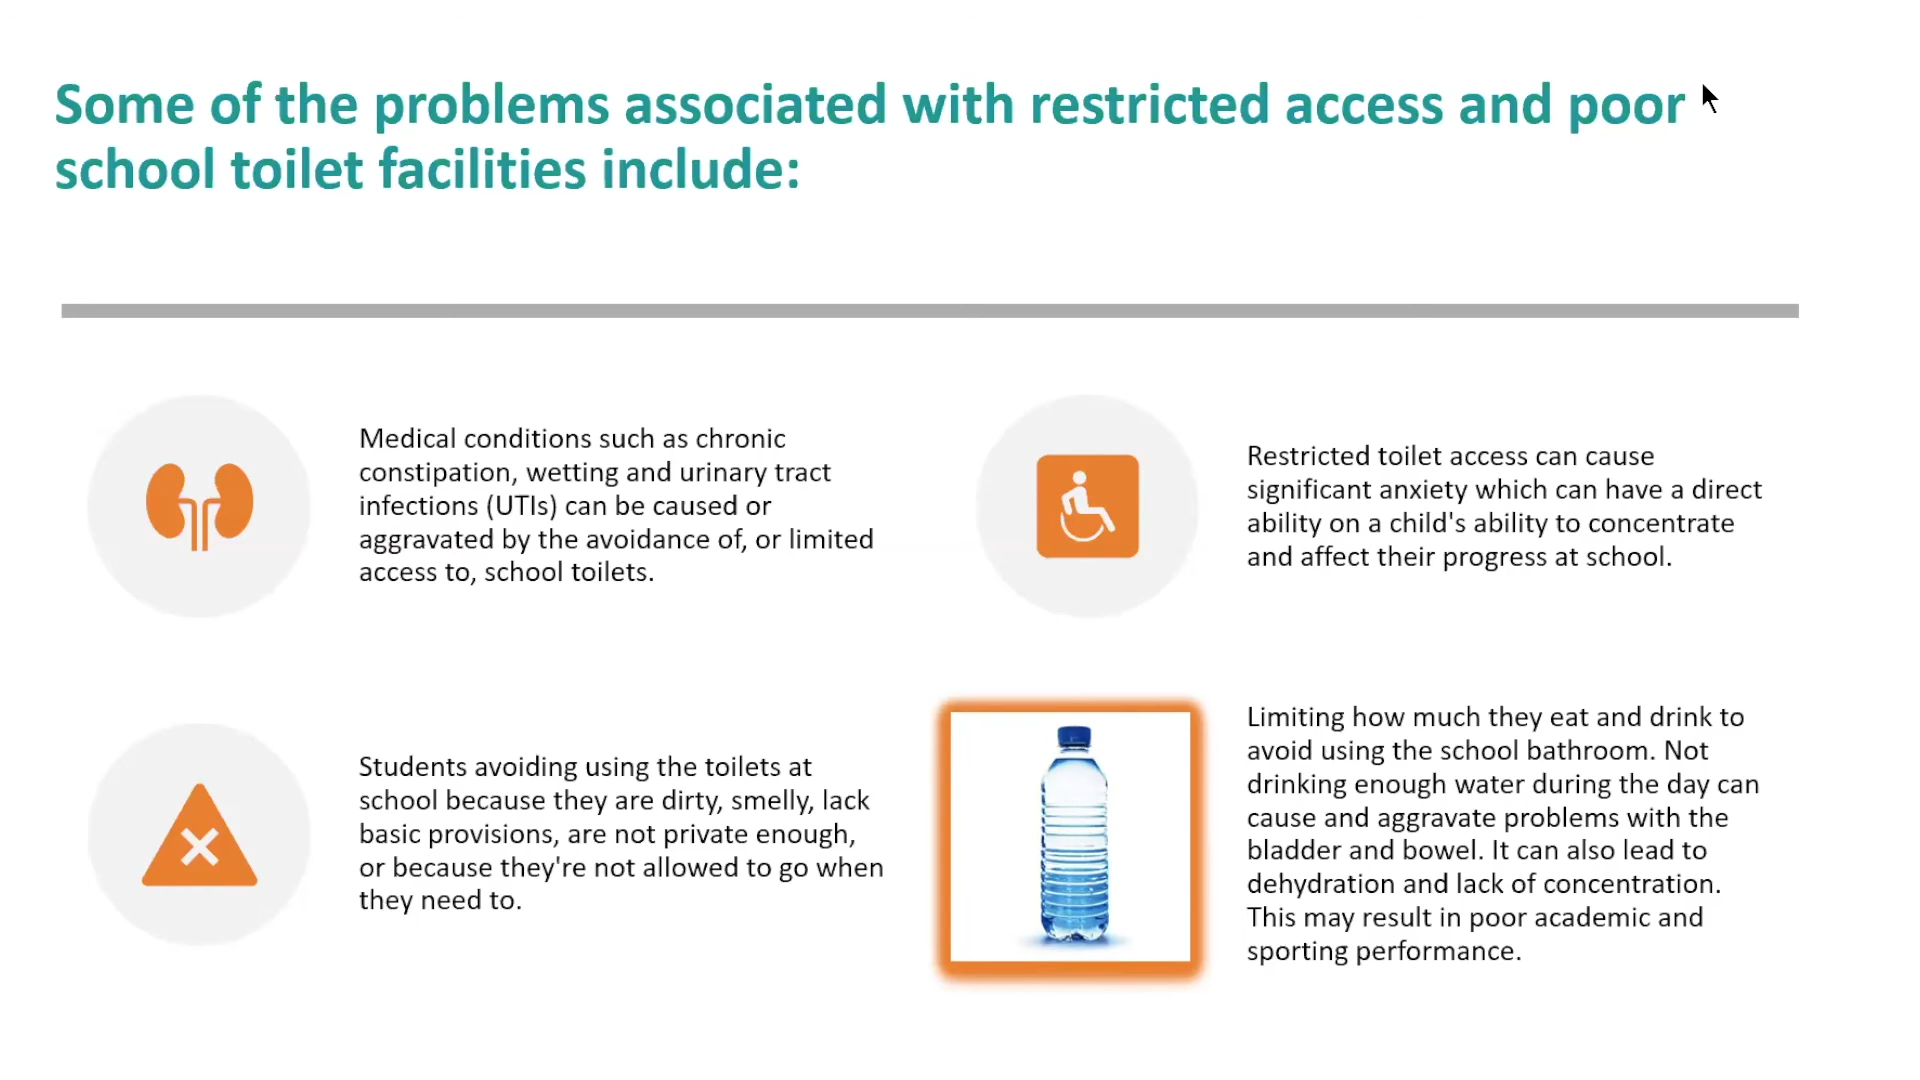 Some of the problems associated with restricted access and poor
school toilet facilities include:
Medical conditions such as chronic
constipation, wetting and urinary tract
infections (UTIs) can be caused or
aggravated by the avoidance of, or limited
access to, school toilets.
Restricted toilet access can cause
significant anxiety which can have a direct
ability on a child's ability to concentrate
and affect their progress at school.
Students avoiding using the toilets at
school because they are dirty, smelly, lack
basic provisions, are not private enough,
or because they're not allowed to go when
they need to.
Limiting how much they eat and drink to
avoid using the school bathroom. Not
drinking enough water during the day can
cause and aggravate problems with the
bladder and bowel. It can also lead to
dehydration and lack of concentration.
This may result in poor academic and
sporting performance.